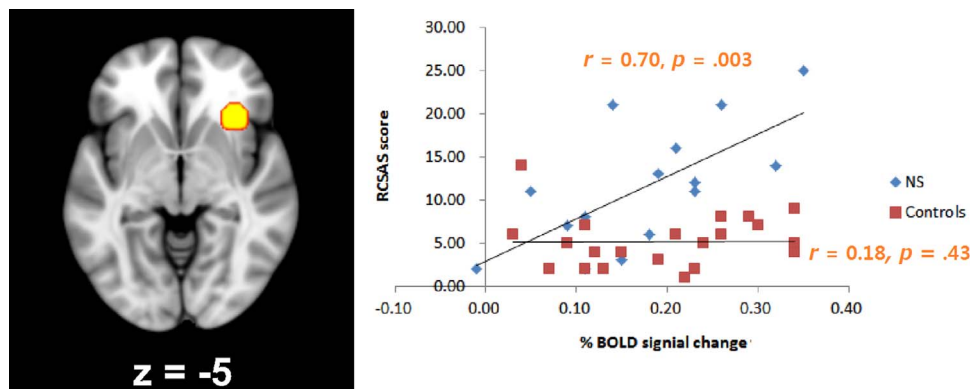 z = -5
30.00
25.00
20.00
15.00
10.00
5.00
0.00
RCSAS score
-0.10 0.00 0.10 0.20 0.30 0.40
% BOLD signial change
r = 0.70, p = .003
r = 0.18, p = .43
NS
Controls